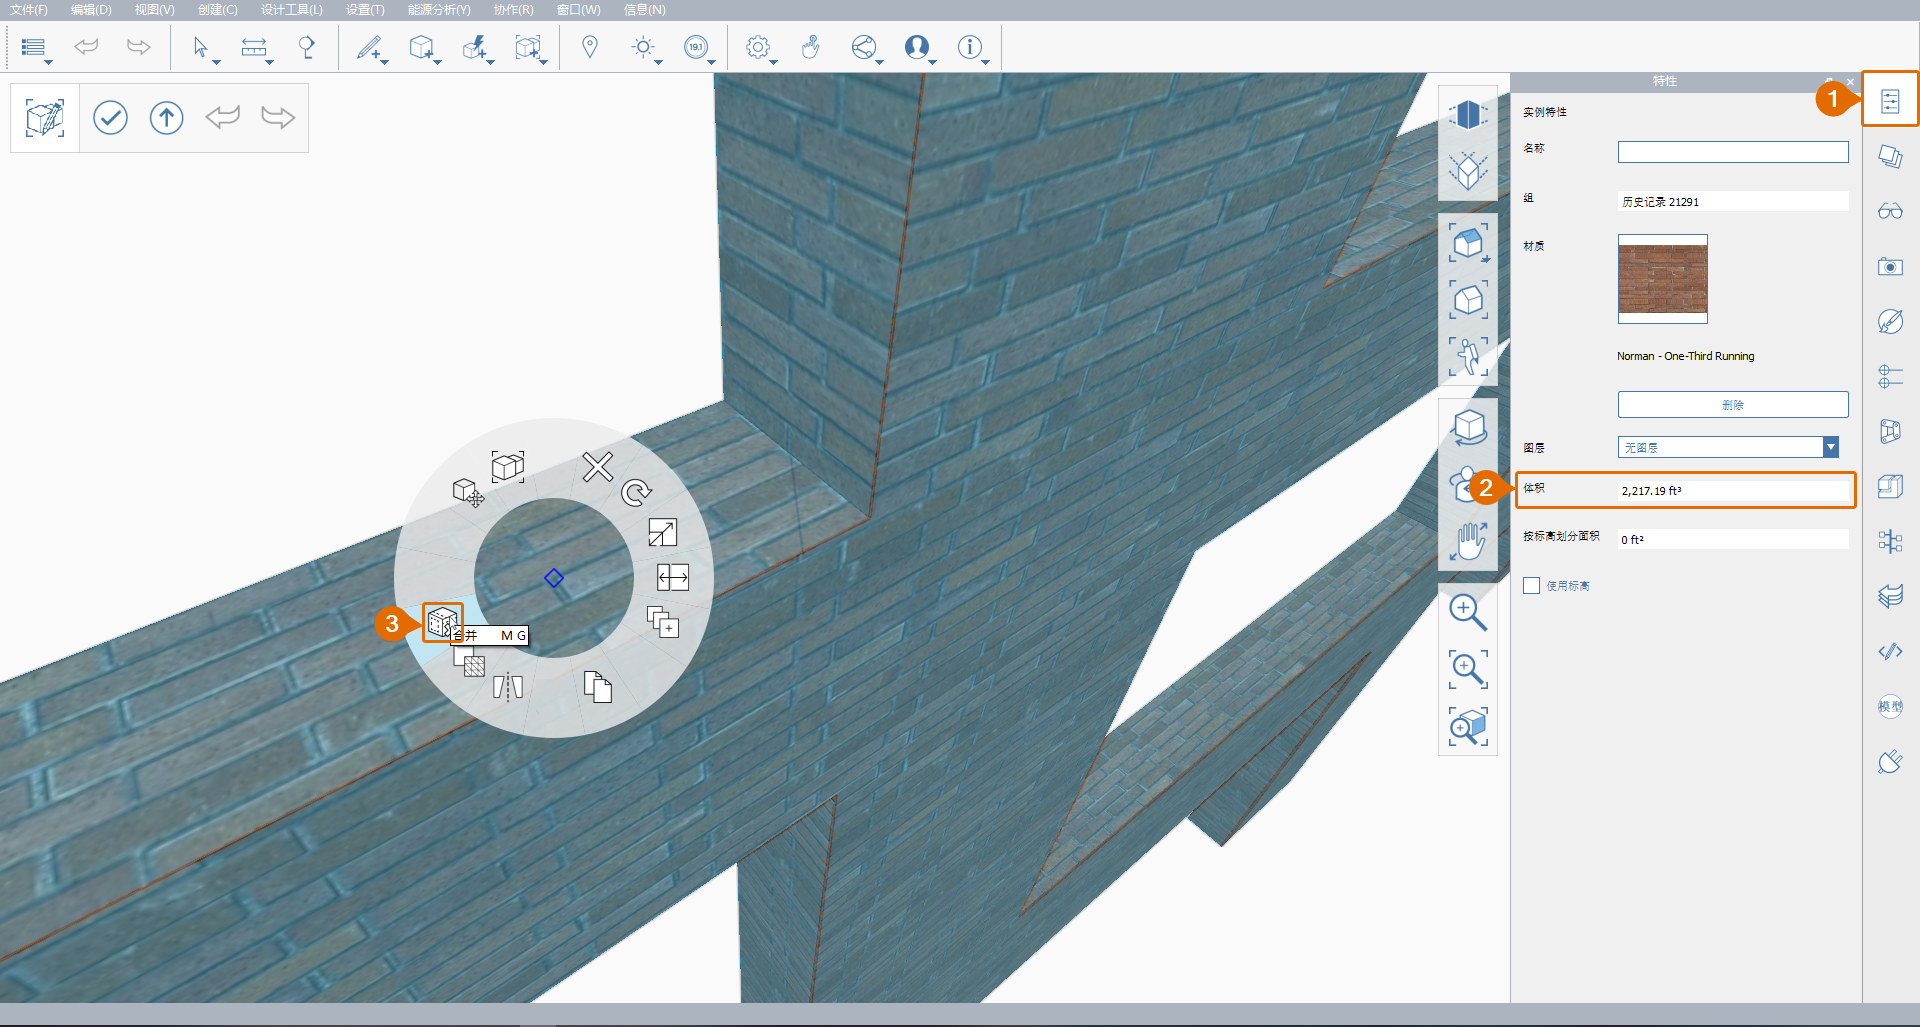 文件(F) 编辑(D) 视图(V) 创建(C) 设计工具(L) 设置(T) 能源分析(Y) 协作(R) 窗口(W) 信息(N)
19.1
特性
1
实例特性
名称
组 历史记录 21291
材质
Norman - One-Third Running
删除
图层 无图层
2
体积 2,217.19 ft³
按标高划分面积 0 ft²
使用标高
3
合并 M G
模型